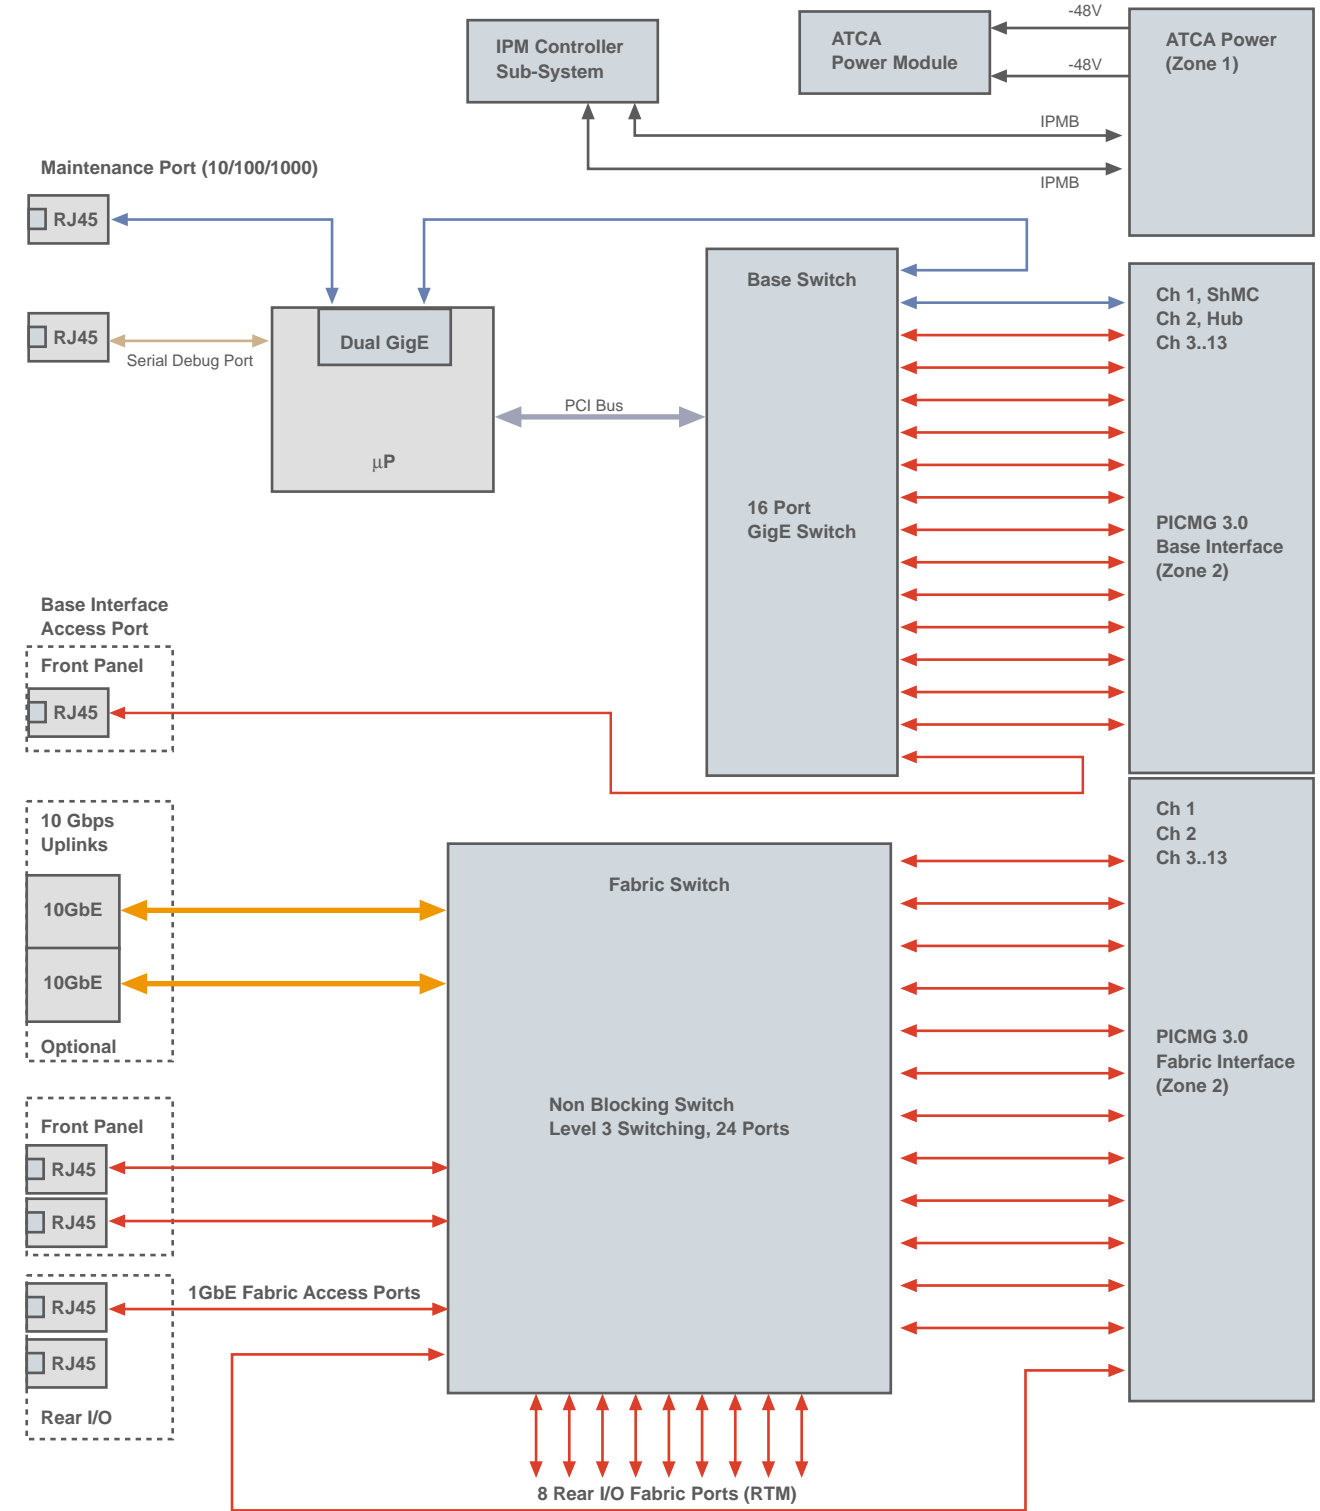 -48V
IPM Controller
Sub-System
ATCA
Power Module
ATCA Power
(Zone 1)
-48V
IPMB
IPMB
Maintenance Port (10/100/1000)
RJ45
Base Switch
Ch 1, ShMC
Ch 2, Hub
Ch 3..13
RJ45
Serial Debug Port
Dual GigE
PCI Bus
µP
16 Port
GigE Switch
PICMG 3.0
Base Interface
(Zone 2)
Base Interface
Access Port
Front Panel
RJ45
10 Gbps
Uplinks
Ch 1
Ch 2
Ch 3..13
Fabric Switch
10GbE
10GbE
Optional
PICMG 3.0
Fabric Interface
(Zone 2)
Non Blocking Switch
Level 3 Switching, 24 Ports
Front Panel
RJ45
RJ45
1GbE Fabric Access Ports
RJ45
RJ45
Rear I/O
8 Rear I/O Fabric Ports (RTM)